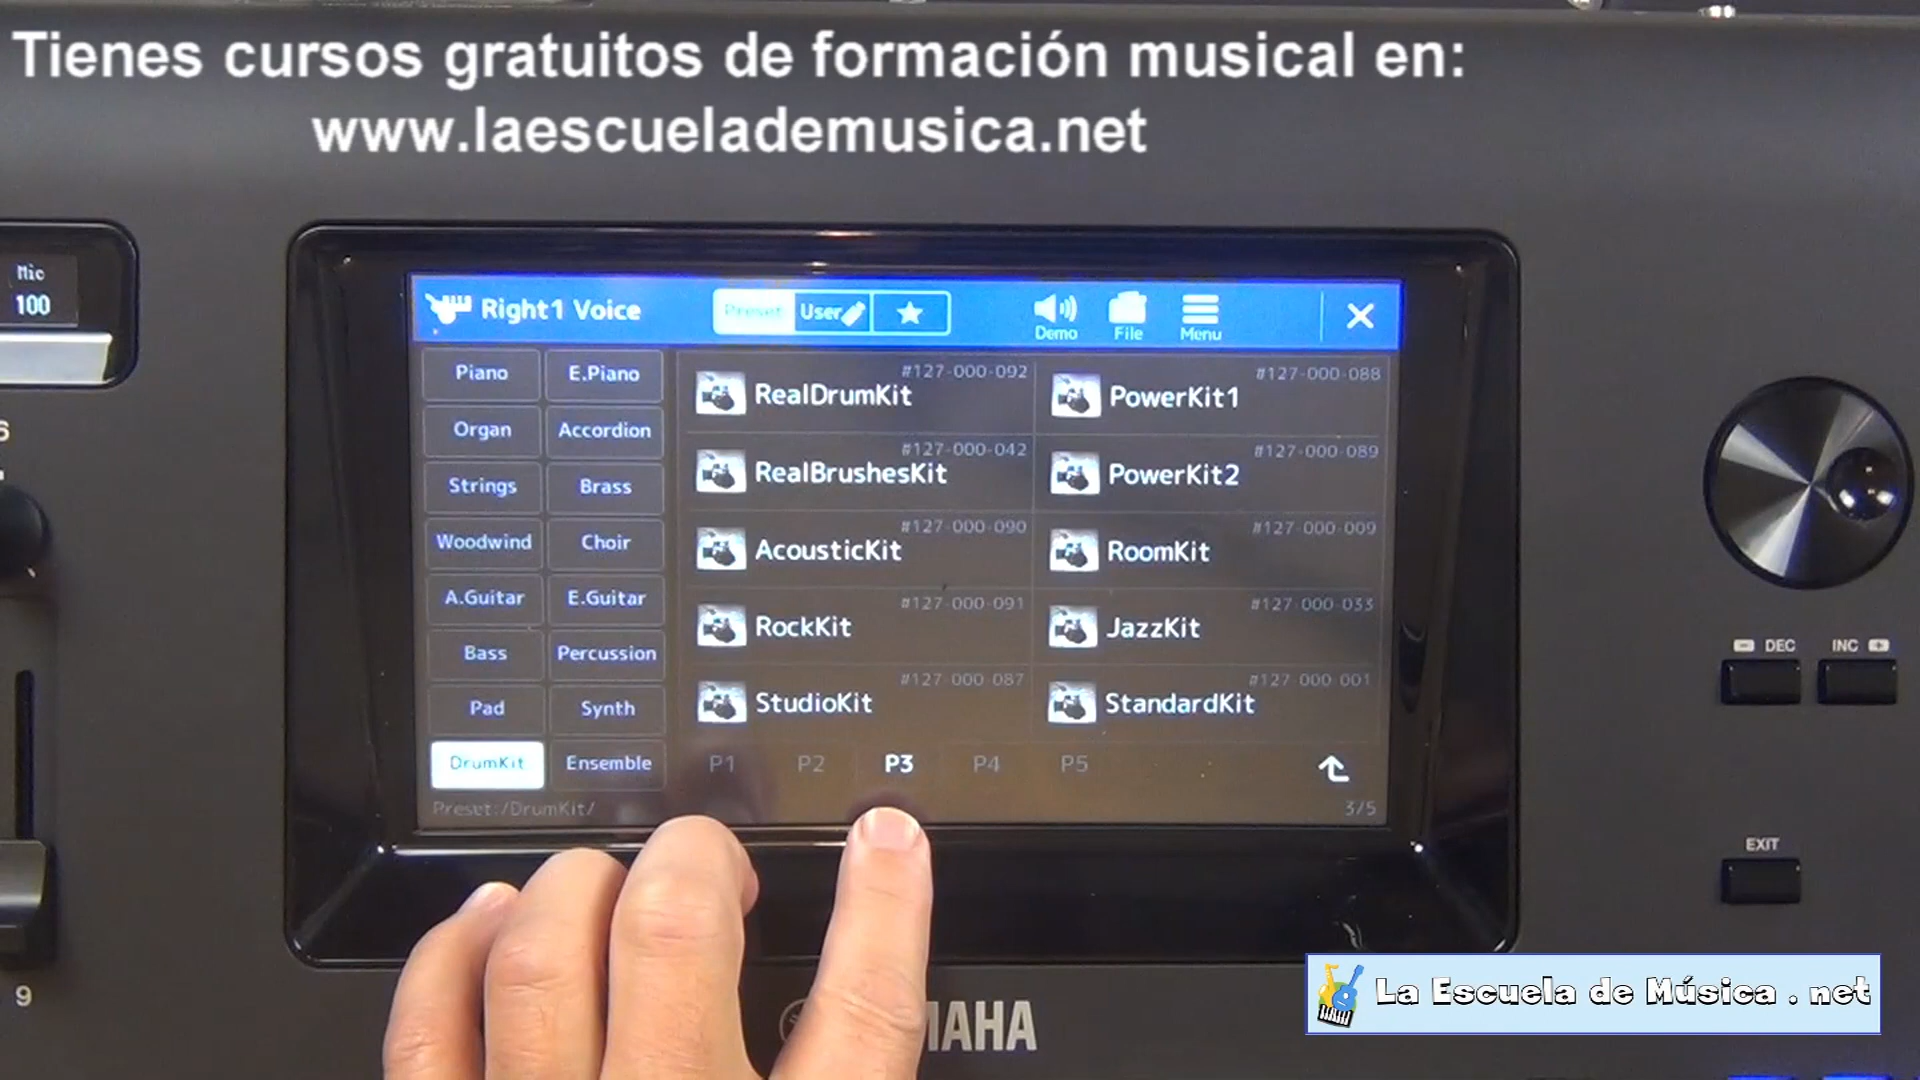 Tienes cursos gratuitos de formación musical en:
www.laescuelademusica.net
Mic
100
Right1 Voice
Preset
User
Demo
File
Menu
Piano
E.Piano
Organ
Accordion
Strings
Brass
Woodwind
Choir
A.Guitar
E.Guitar
Bass
Percussion
Pad
Synth
DrumKit
Ensemble
#127-000-092
RealDrumKit
#127-000-088
PowerKit1
#127-000-042
RealBrushesKit
#127-000-089
PowerKit2
#127-000-090
AcousticKit
#127-000-009
RoomKit
#127-000-091
RockKit
#127-000-033
JazzKit
#127-000-087
StudioKit
#127-000-001
StandardKit
P1 P2 P3 P4 P5
Preset:/DrumKit/
3/5
DEC
INC
EXIT
9
La Escuela de Música . net